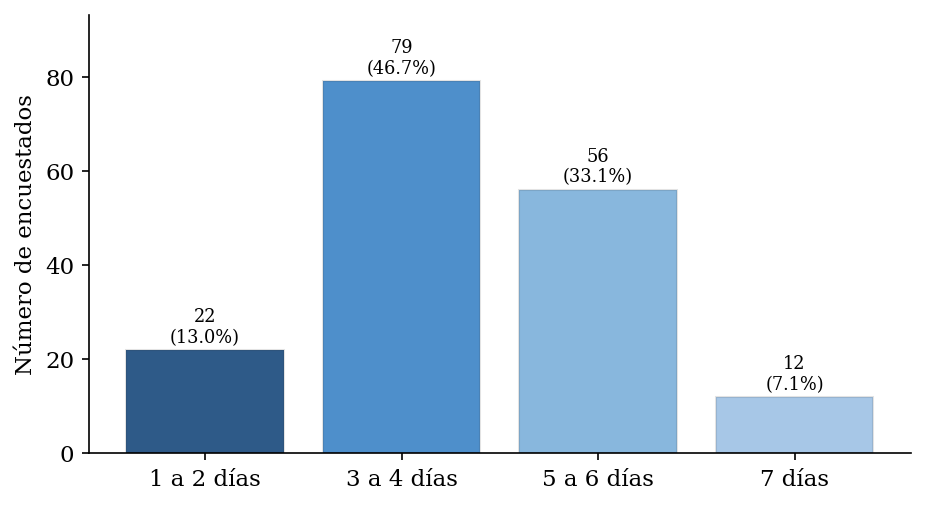 Número de encuestados
80
60
40
20
0
22
(13.0%)
79
(46.7%)
56
(33.1%)
12
(7.1%)
1 a 2 días
3 a 4 días
5 a 6 días
7 días